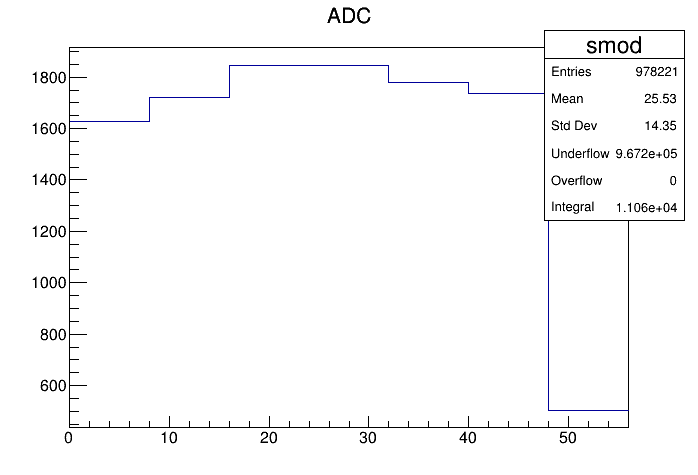 ADC
smod
Entries 978221
Mean 25.53
Std Dev 14.35
Underflow 9.672e+05
Overflow 0
Integral 1.106e+04
1800
1600
1400
1200
1000
800
600
0 10 20 30 40 50